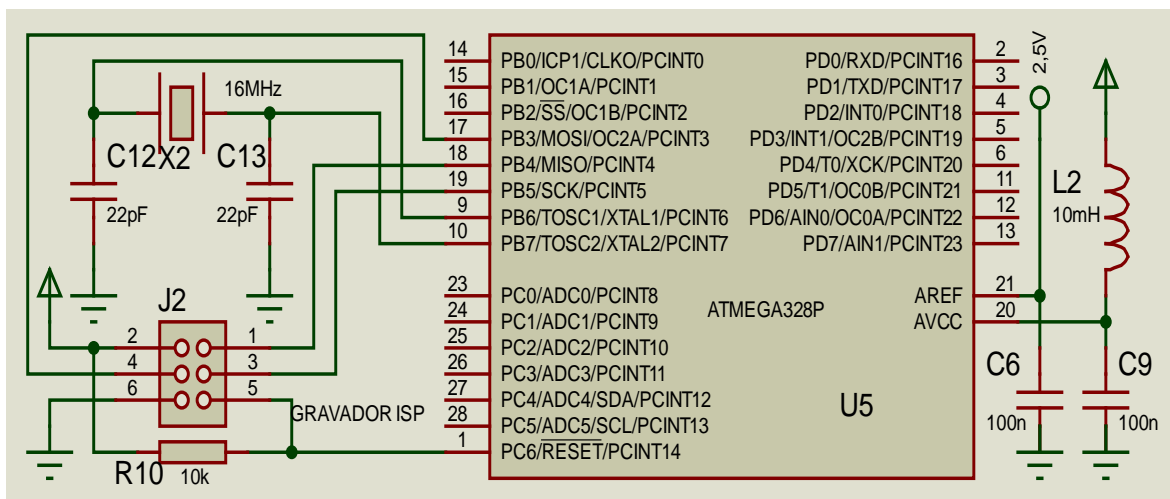 16MHz
C12
X2
C13
22pF
22pF
J2
2
1
4
3
6
5
GRAVADOR ISP
R10
10k
14
PB0/ICP1/CLKO/PCINT0
15
PB1/OC1A/PCINT1
16
PB2/SS/OC1B/PCINT2
17
PB3/MOSI/OC2A/PCINT3
18
PB4/MISO/PCINT4
19
PB5/SCK/PCINT5
9
PB6/TOSC1/XTAL1/PCINT6
10
PB7/TOSC2/XTAL2/PCINT7
23
PC0/ADC0/PCINT8
24
PC1/ADC1/PCINT9
25
PC2/ADC2/PCINT10
26
PC3/ADC3/PCINT11
27
PC4/ADC4/SDA/PCINT12
28
PC5/ADC5/SCL/PCINT13
1
PC6/RESET/PCINT14
PD0/RXD/PCINT16
2
PD1/TXD/PCINT17
3
PD2/INT0/PCINT18
4
PD3/INT1/OC2B/PCINT19
5
PD4/T0/XCK/PCINT20
6
PD5/T1/OC0B/PCINT21
11
PD6/AIN0/OC0A/PCINT22
12
PD7/AIN1/PCINT23
13
AREF
21
AVCC
20
ATMEGA328P
U5
2,5V
L2
10mH
C6
100n
C9
100n